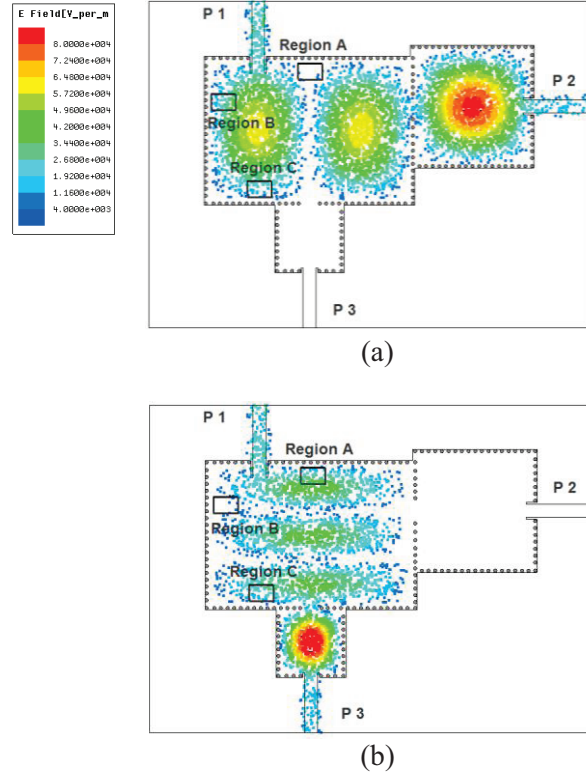 E Field[V_per_m
8.0000e+004
7.2400e+004
6.4800e+004
5.7200e+004
4.9600e+004
4.2000e+004
3.4400e+004
2.6800e+004
1.9200e+004
1.1600e+004
4.0000e+003
P 1
Region A
P 2
Region B
Region C
P 3
(a)
P 1
Region A
P 2
Region B
Region C
P 3
(b)